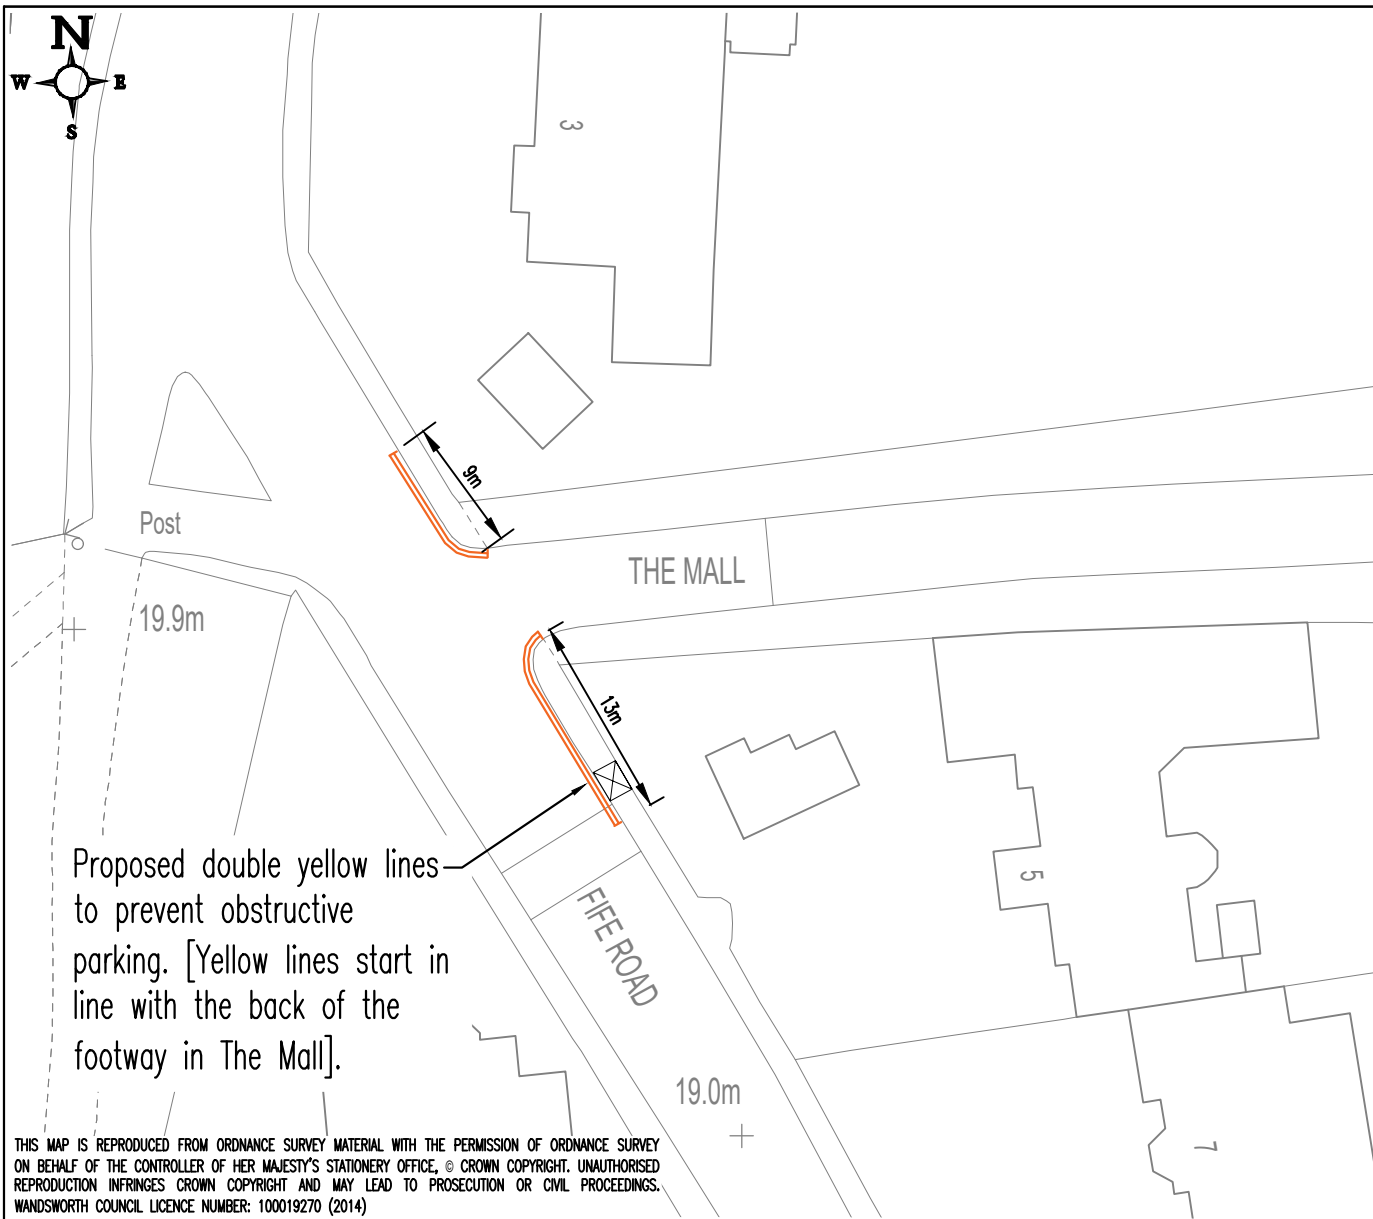 N
W E
S
3
9m
Post
THE MALL
19.9m
13m
Proposed double yellow lines
to prevent obstructive
parking. [Yellow lines start in
line with the back of the
footway in The Mall].
5
FIFE ROAD
19.0m
7
THIS MAP IS REPRODUCED FROM ORDNANCE SURVEY MATERIAL WITH THE PERMISSION OF ORDNANCE SURVEY
ON BEHALF OF THE CONTROLLER OF HER MAJESTY'S STATIONERY OFFICE, © CROWN COPYRIGHT. UNAUTHORISED
REPRODUCTION INFRINGES CROWN COPYRIGHT AND MAY LEAD TO PROSECUTION OR CIVIL PROCEEDINGS.
WANDSWORTH COUNCIL LICENCE NUMBER: 100019270 (2014)